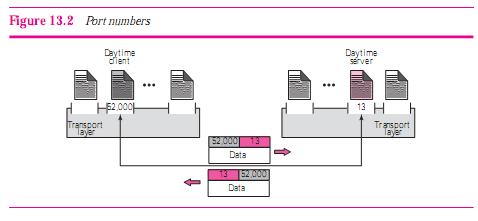 Figure 13.2 Port numbers
Daytime
client
Daytime
server
52,000
13
Transport
layer
Transport
layer
52,000 13
Data
13 52,000
Data